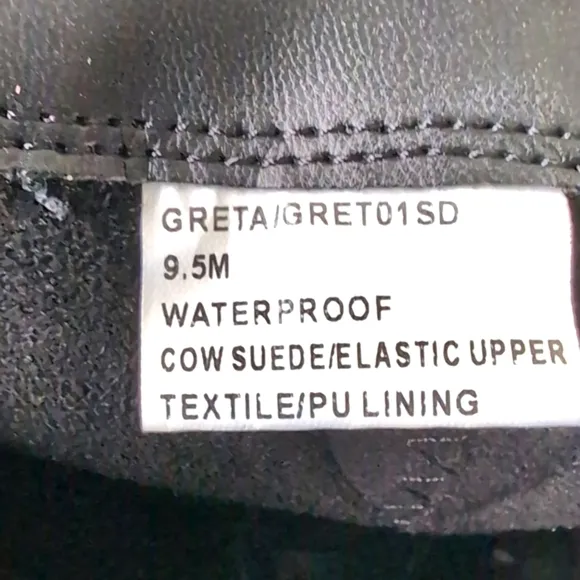 GRETA/GRET01SD
9.5M
WATERPROOF
COW SUEDE/ELASTIC UPPER
TEXTILE/PU LINING